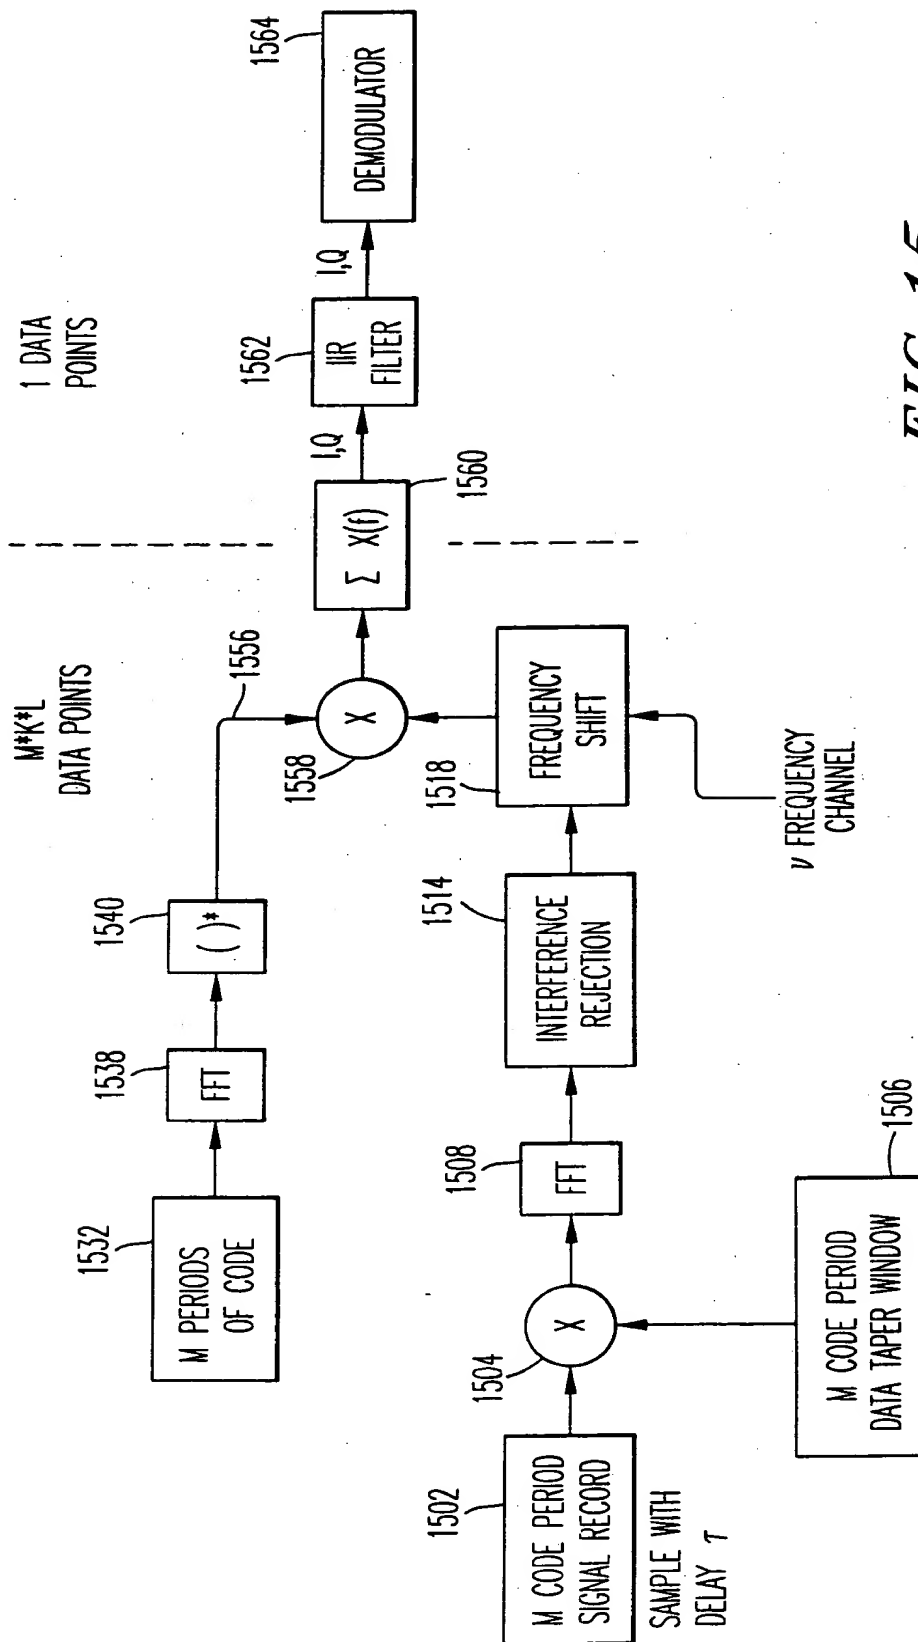 M*K*L
DATA POINTS
1 DATA
POINTS
1532
M PERIODS
OF CODE
1538
FFT
1540
( )*
1556
1558
X
1560
Σ X(f)
I,Q
1562
IIR
FILTER
I,Q
1564
DEMODULATOR
1502
M CODE PERIOD
SIGNAL RECORD
SAMPLE WITH
DELAY τ
1504
X
1506
M CODE PERIOD
DATA TAPER WINDOW
1508
FFT
1514
INTERFERENCE
REJECTION
1518
FREQUENCY
SHIFT
ν FREQUENCY
CHANNEL
FIG. 15